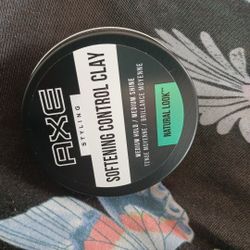 AXE
STYLING
SOFTENING CONTROL CLAY
MEDIUM HOLD / MEDIUM SHINE
TENUE MOYENNE / BRILLANCE MOYENNE
NATURAL LOOK™